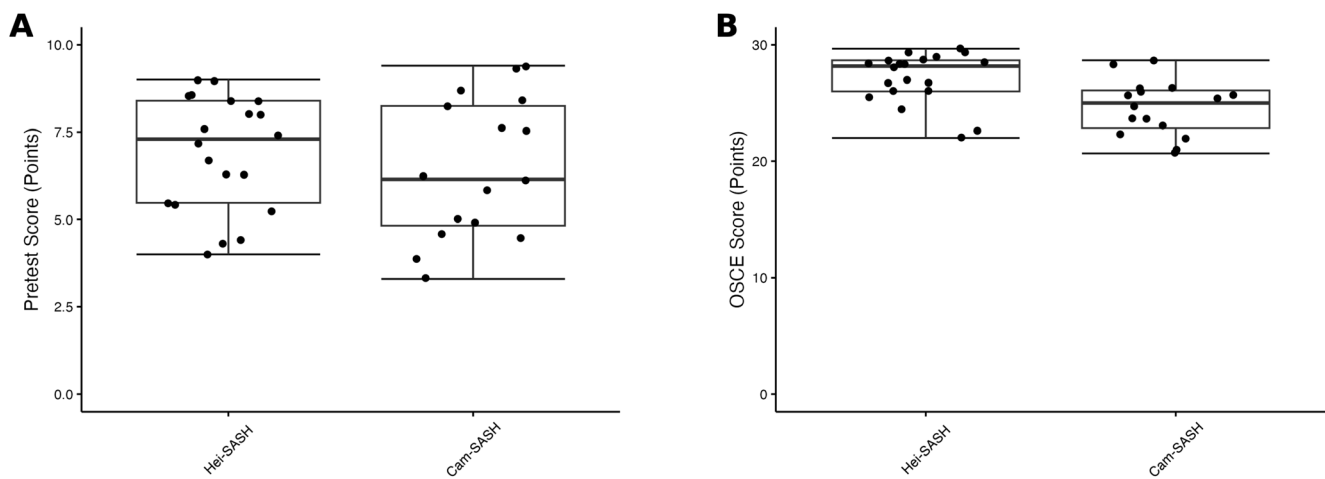 A
Pretest Score (Points)
10.0
7.5
5.0
2.5
0.0
Hei-SASH
Cam-SASH
B
OSCE Score (Points)
30
20
10
0
Hei-SASH
Cam-SASH